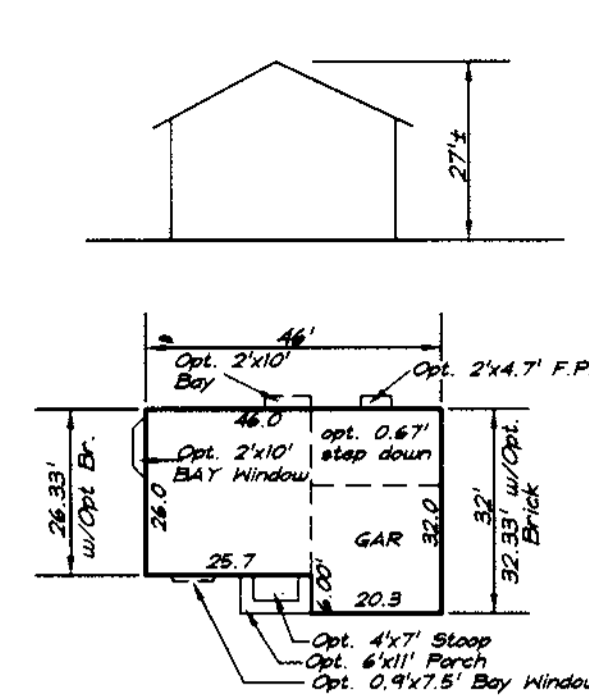 27'±
46'
Opt. 2'x10'
Bay
Opt. 2'x4.7' F.P.
46.0
opt. 0.67'
step down
Opt. 2'x10'
BAY Window
26.33'
w/Opt Br.
26.0
32.0
32'
32.33' w/Opt.
Brick
GAR
25.7
6.00'
20.3
Opt. 4'x7' Stoop
Opt. 6'x11' Porch
Opt. 0.9'x7.5' Bay Window